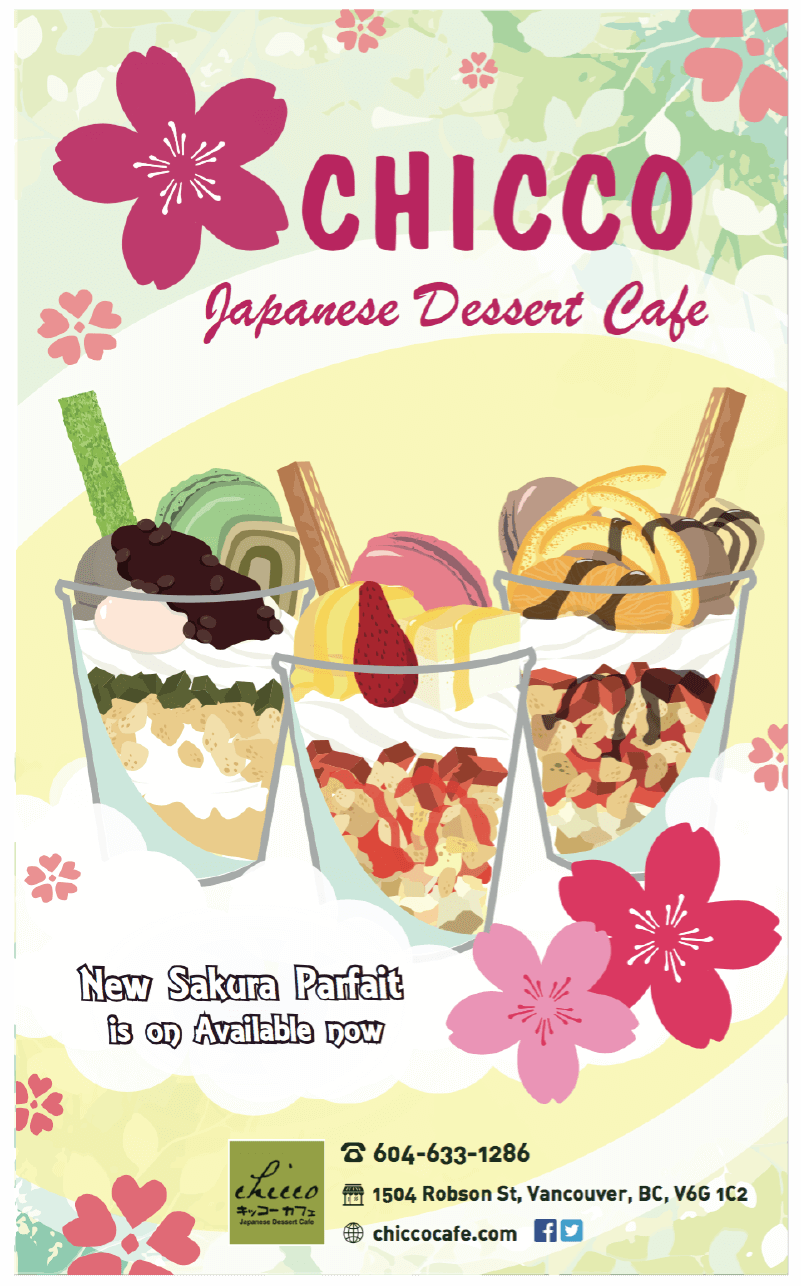 CHICCO
Japanese Dessert Cafe
New Sakura Parfait
is on Available now
chicco
キッコーカフェ
Japanese Dessert Cafe
604-633-1286
1504 Robson St, Vancouver, BC, V6G 1C2
chiccocafe.com